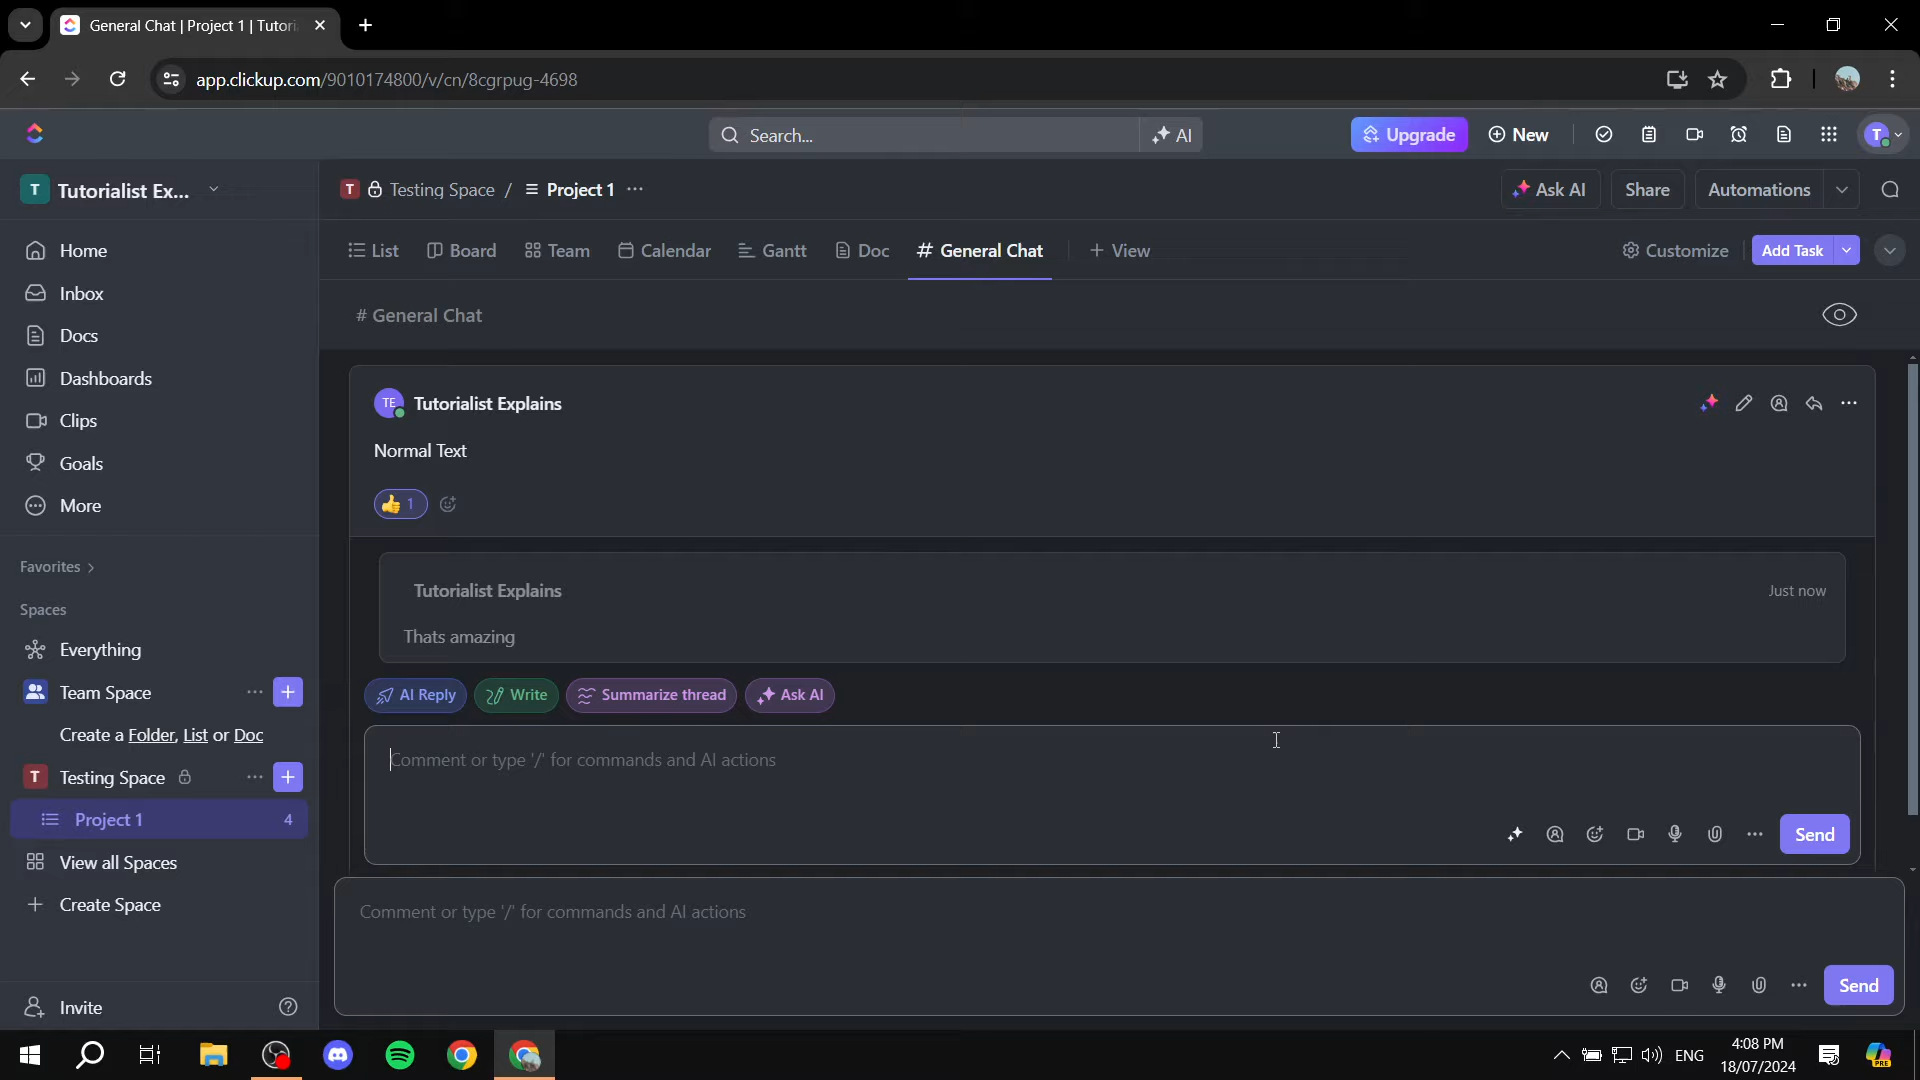 General Chat | Project 1 | Tutori
app.clickup.com/9010174800/v/cn/8cgrpug-4698
Search...
AI
Upgrade
New
T
T
Tutorialist Ex...
T
Testing Space / Project 1
Ask AI
Share
Automations
Home
Inbox
Docs
Dashboards
Clips
Goals
More
Favorites
Spaces
Everything
Team Space
Create a Folder, List or Doc
T
Testing Space
Project 1
4
View all Spaces
Create Space
Invite
List
Board
Team
Calendar
Gantt
Doc
# General Chat
+ View
Customize
Add Task
# General Chat
TE
Tutorialist Explains
Normal Text
1
Tutorialist Explains
Just now
Thats amazing
AI Reply
Write
Summarize thread
Ask AI
Comment or type '/' for commands and AI actions
Send
Comment or type '/' for commands and AI actions
Send
ENG
4:08 PM
18/07/2024
PRE